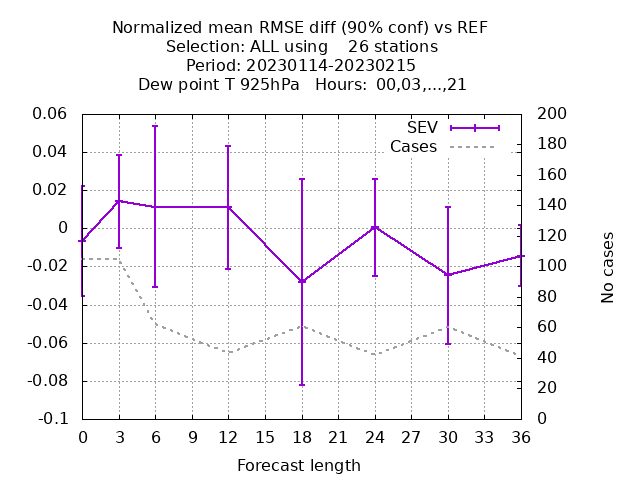 Normalized mean RMSE diff (90% conf) vs REF
Selection: ALL using    26 stations
Period: 20230114-20230215
Dew point T 925hPa   Hours:  00,03,...,21
SEV
Cases
0.06
0.04
0.02
0
-0.02
-0.04
-0.06
-0.08
-0.1
200
180
160
140
120
100
80
60
40
20
0
No cases
0 3 6 9 12 15 18 21 24 27 30 33 36
Forecast length